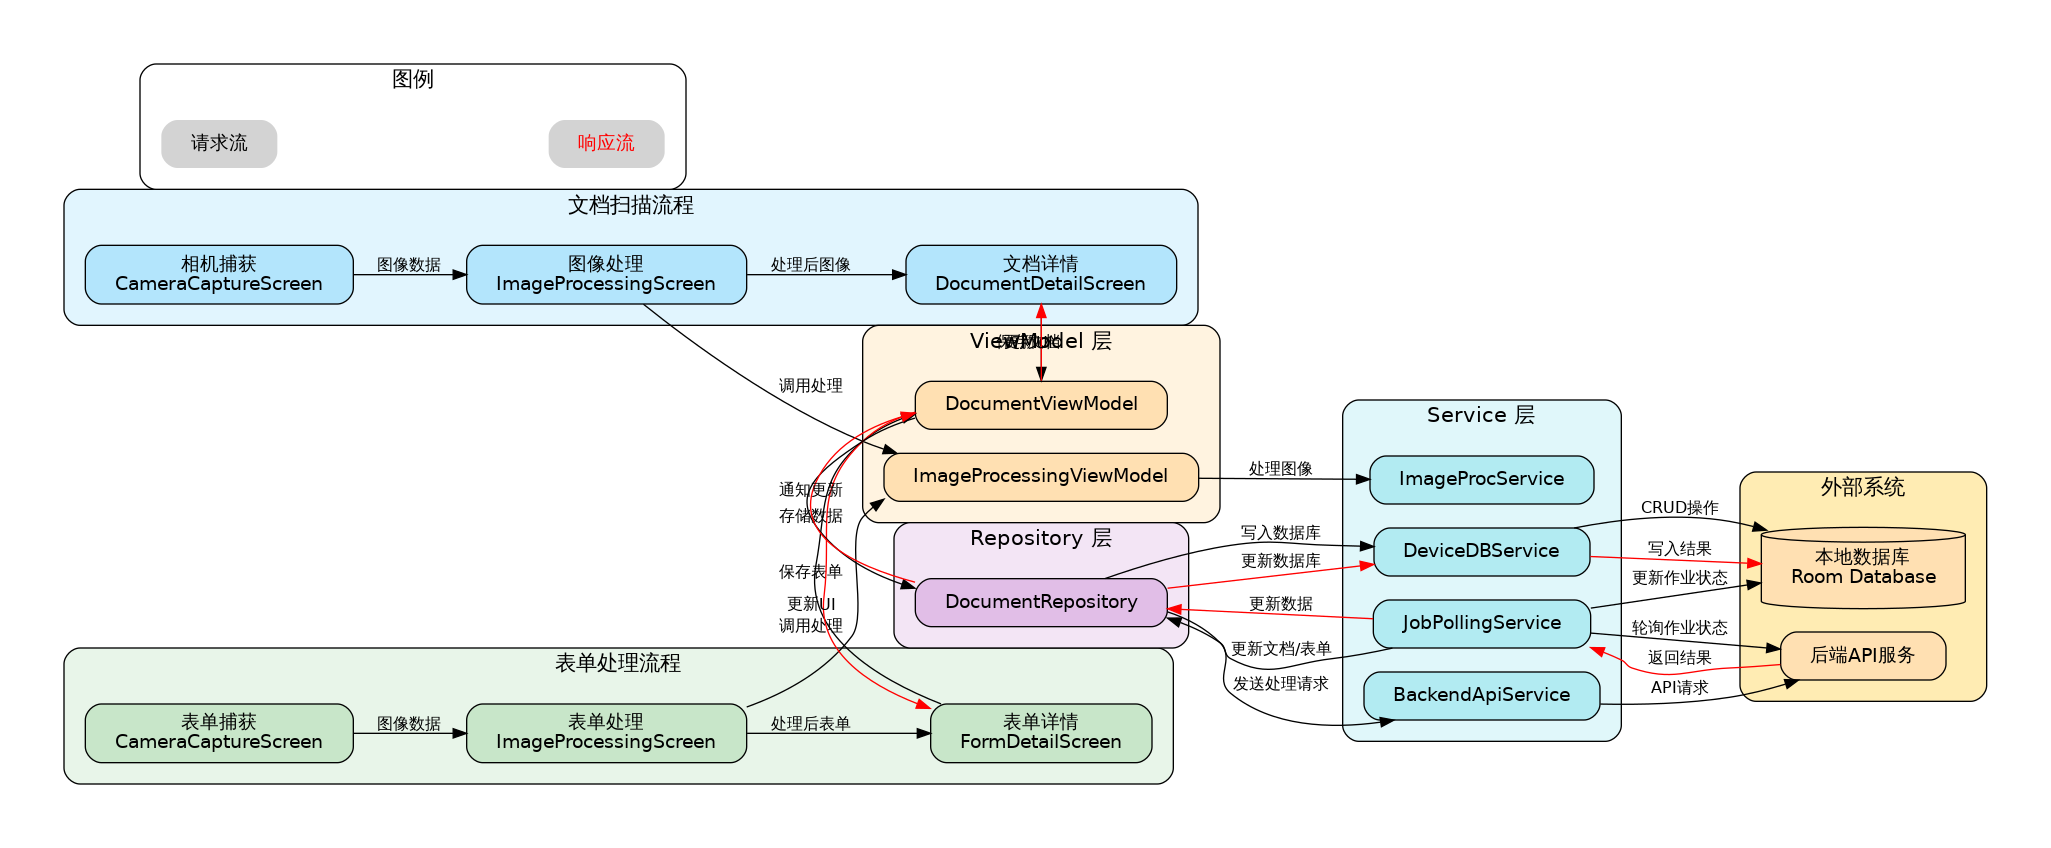 图例
请求流
响应流
文档扫描流程
相机捕获
CameraCaptureScreen
图像数据
图像处理
ImageProcessingScreen
处理后图像
文档详情
DocumentDetailScreen
ViewModel 层
调用处理
DocumentViewModel
ImageProcessingViewModel
处理图像
通知更新
存储数据
保存表单
更新UI
调用处理
Repository 层
DocumentRepository
写入数据库
更新数据库
更新数据
更新文档/表单
发送处理请求
Service 层
ImageProcService
DeviceDBService
JobPollingService
BackendApiService
CRUD操作
写入结果
更新作业状态
轮询作业状态
返回结果
API请求
外部系统
本地数据库
Room Database
后端API服务
表单处理流程
表单捕获
CameraCaptureScreen
图像数据
表单处理
ImageProcessingScreen
处理后表单
表单详情
FormDetailScreen